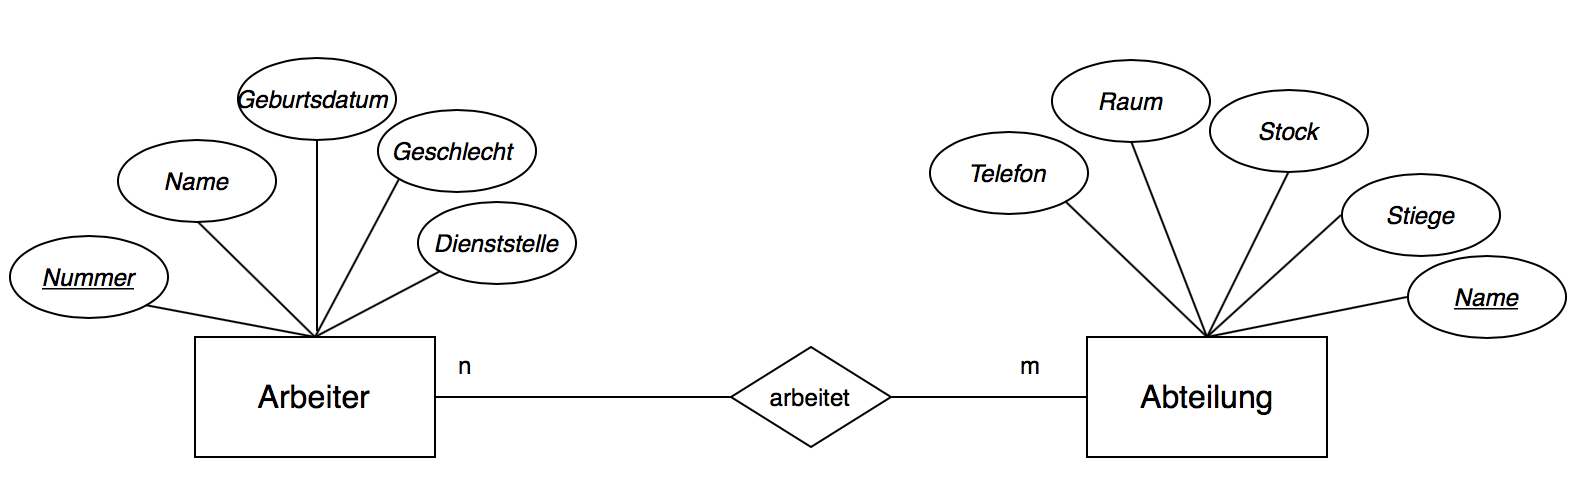 Geburtsdatum
Geschlecht
Name
Dienststelle
Nummer
Raum
Stock
Telefon
Stiege
Name
Arbeiter
n
arbeitet
m
Abteilung